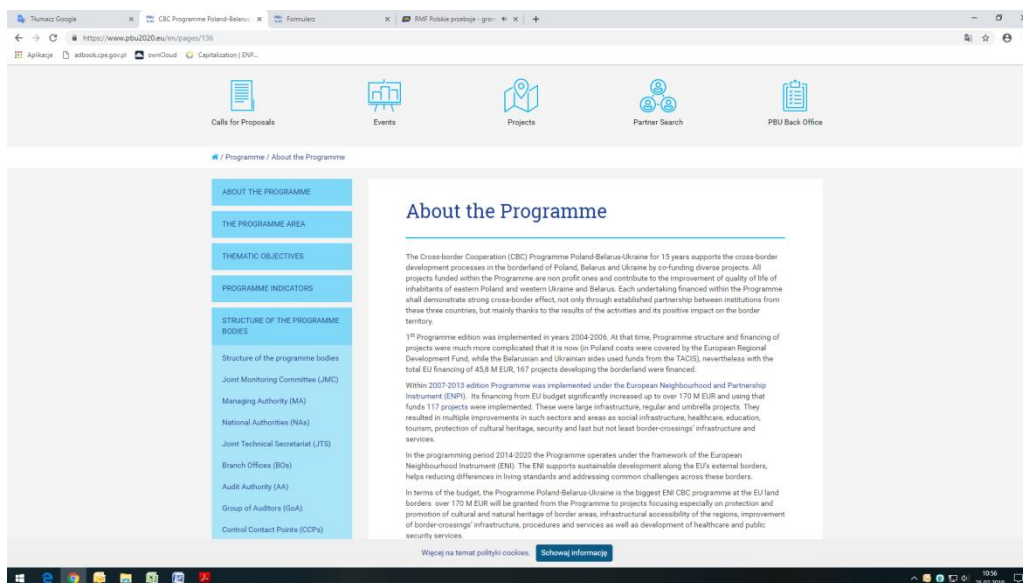 Tłumacz Google
CBC Programme Poland-Belarus
Formularz
RMF Polskie przeboje - gram
https://www.pbu2020.eu/en/pages/136
Aplikacje
adbook.cpe.gov.pl
ownCloud
Capitalization | ENP...
Calls for Proposals
Events
Projects
Partner Search
PBU Back Office
/ Programme / About the Programme
ABOUT THE PROGRAMME
THE PROGRAMME AREA
THEMATIC OBJECTIVES
PROGRAMME INDICATORS
STRUCTURE OF THE PROGRAMME
BODIES
Structure of the programme bodies
Joint Monitoring Committee (JMC)
Managing Authority (MA)
National Authorities (NAs)
Joint Technical Secretariat (JTS)
Branch Offices (BOs)
Audit Authority (AA)
Group of Auditors (GoA)
Control Contact Points (CCPs)
About the Programme
The Cross-border Cooperation (CBC) Programme Poland-Belarus-Ukraine for 15 years supports the cross-border
development processes in the borderland of Poland, Belarus and Ukraine by co-funding diverse projects. All
projects funded within the Programme are non profit ones and contribute to the improvement of quality of life of
inhabitants of eastern Poland and western Ukraine and Belarus. Each undertaking financed within the Programme
shall demonstrate strong cross-border effect, not only through established partnership between institutions from
these three countries, but mainly thanks to the results of the activities and its positive impact on the border
territory.
1st Programme edition was implemented in years 2004-2006. At that time, Programme structure and financing of
projects were much more complicated that it is now (in Poland costs were covered by the European Regional
Development Fund, while the Belarusian and Ukrainian sides used funds from the TACIS), nevertheless with the
total EU financing of 45,8 M EUR, 167 projects developing the borderland were financed.
Within 2007-2013 edition Programme was implemented under the European Neighbourhood and Partnership
Instrument (ENPI). Its financing from EU budget significantly increased up to over 170 M EUR and using that
funds 117 projects were implemented. These were large infrastructure, regular and umbrella projects. They
resulted in multiple improvements in such sectors and areas as social infrastructure, healthcare, education,
tourism, protection of cultural heritage, security and last but not least border-crossings' infrastructure and
services.
In the programming period 2014-2020 the Programme operates under the framework of the European
Neighbourhood Instrument (ENI). The ENI supports sustainable development along the EU's external borders,
helps reducing differences in living standards and addressing common challenges across these borders.
In terms of the budget, the Programme Poland-Belarus-Ukraine is the biggest ENI CBC programme at the EU land
borders over 170 M EUR will be granted from the Programme to projects focusing especially on protection and
promotion of cultural and natural heritage of border areas, infrastructural accessibility of the regions, improvement
of border-crossings' infrastructure, procedures and services as well as development of healthcare and public
security services.
Więcej na temat polityki cookies.
Schowaj informację
10:56